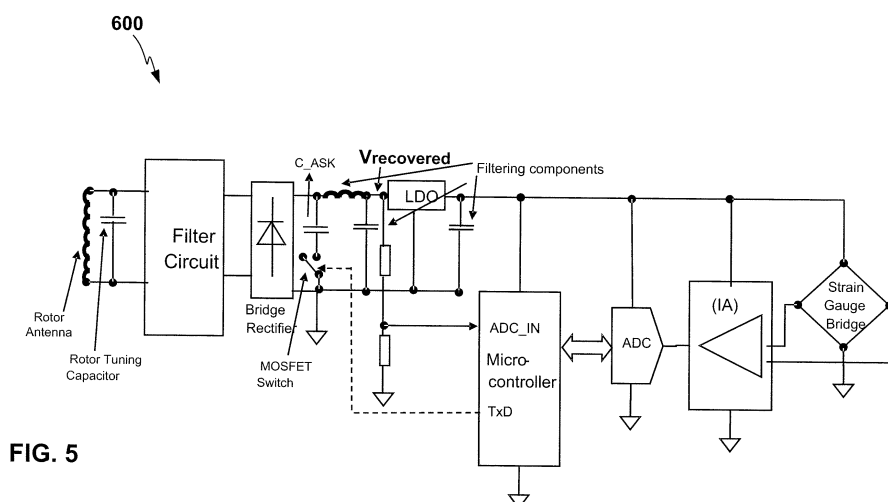 600
C_ASK
Vrecovered
Filtering components
LDO
Filter
Circuit
Bridge
Rectifier
Rotor
Antenna
Rotor Tuning
Capacitor
MOSFET
Switch
ADC_IN
Micro-
controller
TxD
ADC
(IA)
Strain
Gauge
Bridge
FIG. 5